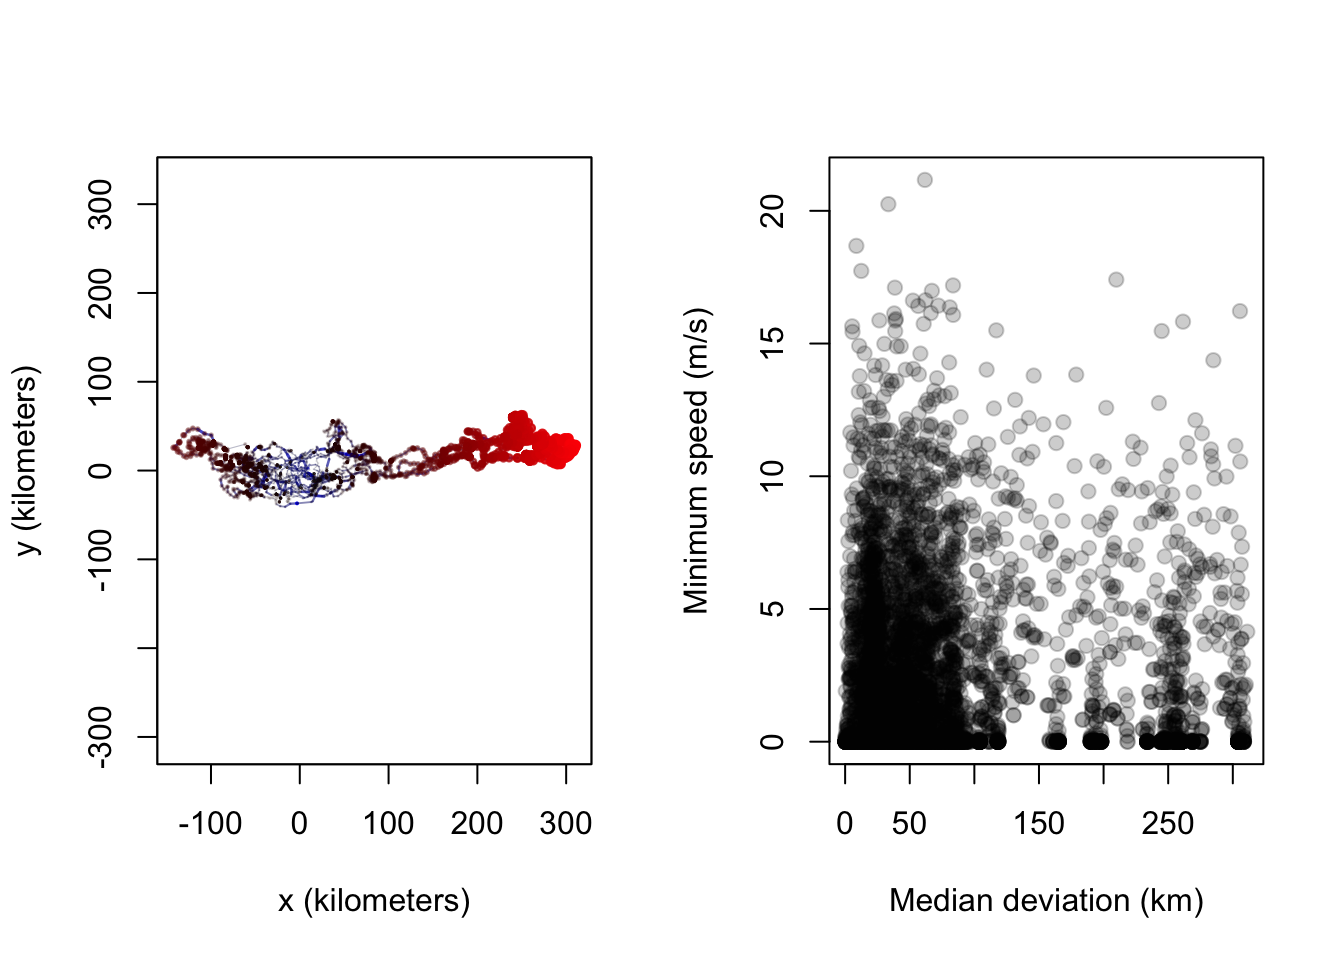 300
200
100
0
-100
-300
y (kilometers)
-100 0 100 200 300
x (kilometers)
20
15
10
5
0
Minimum speed (m/s)
0 50 150 250
Median deviation (km)